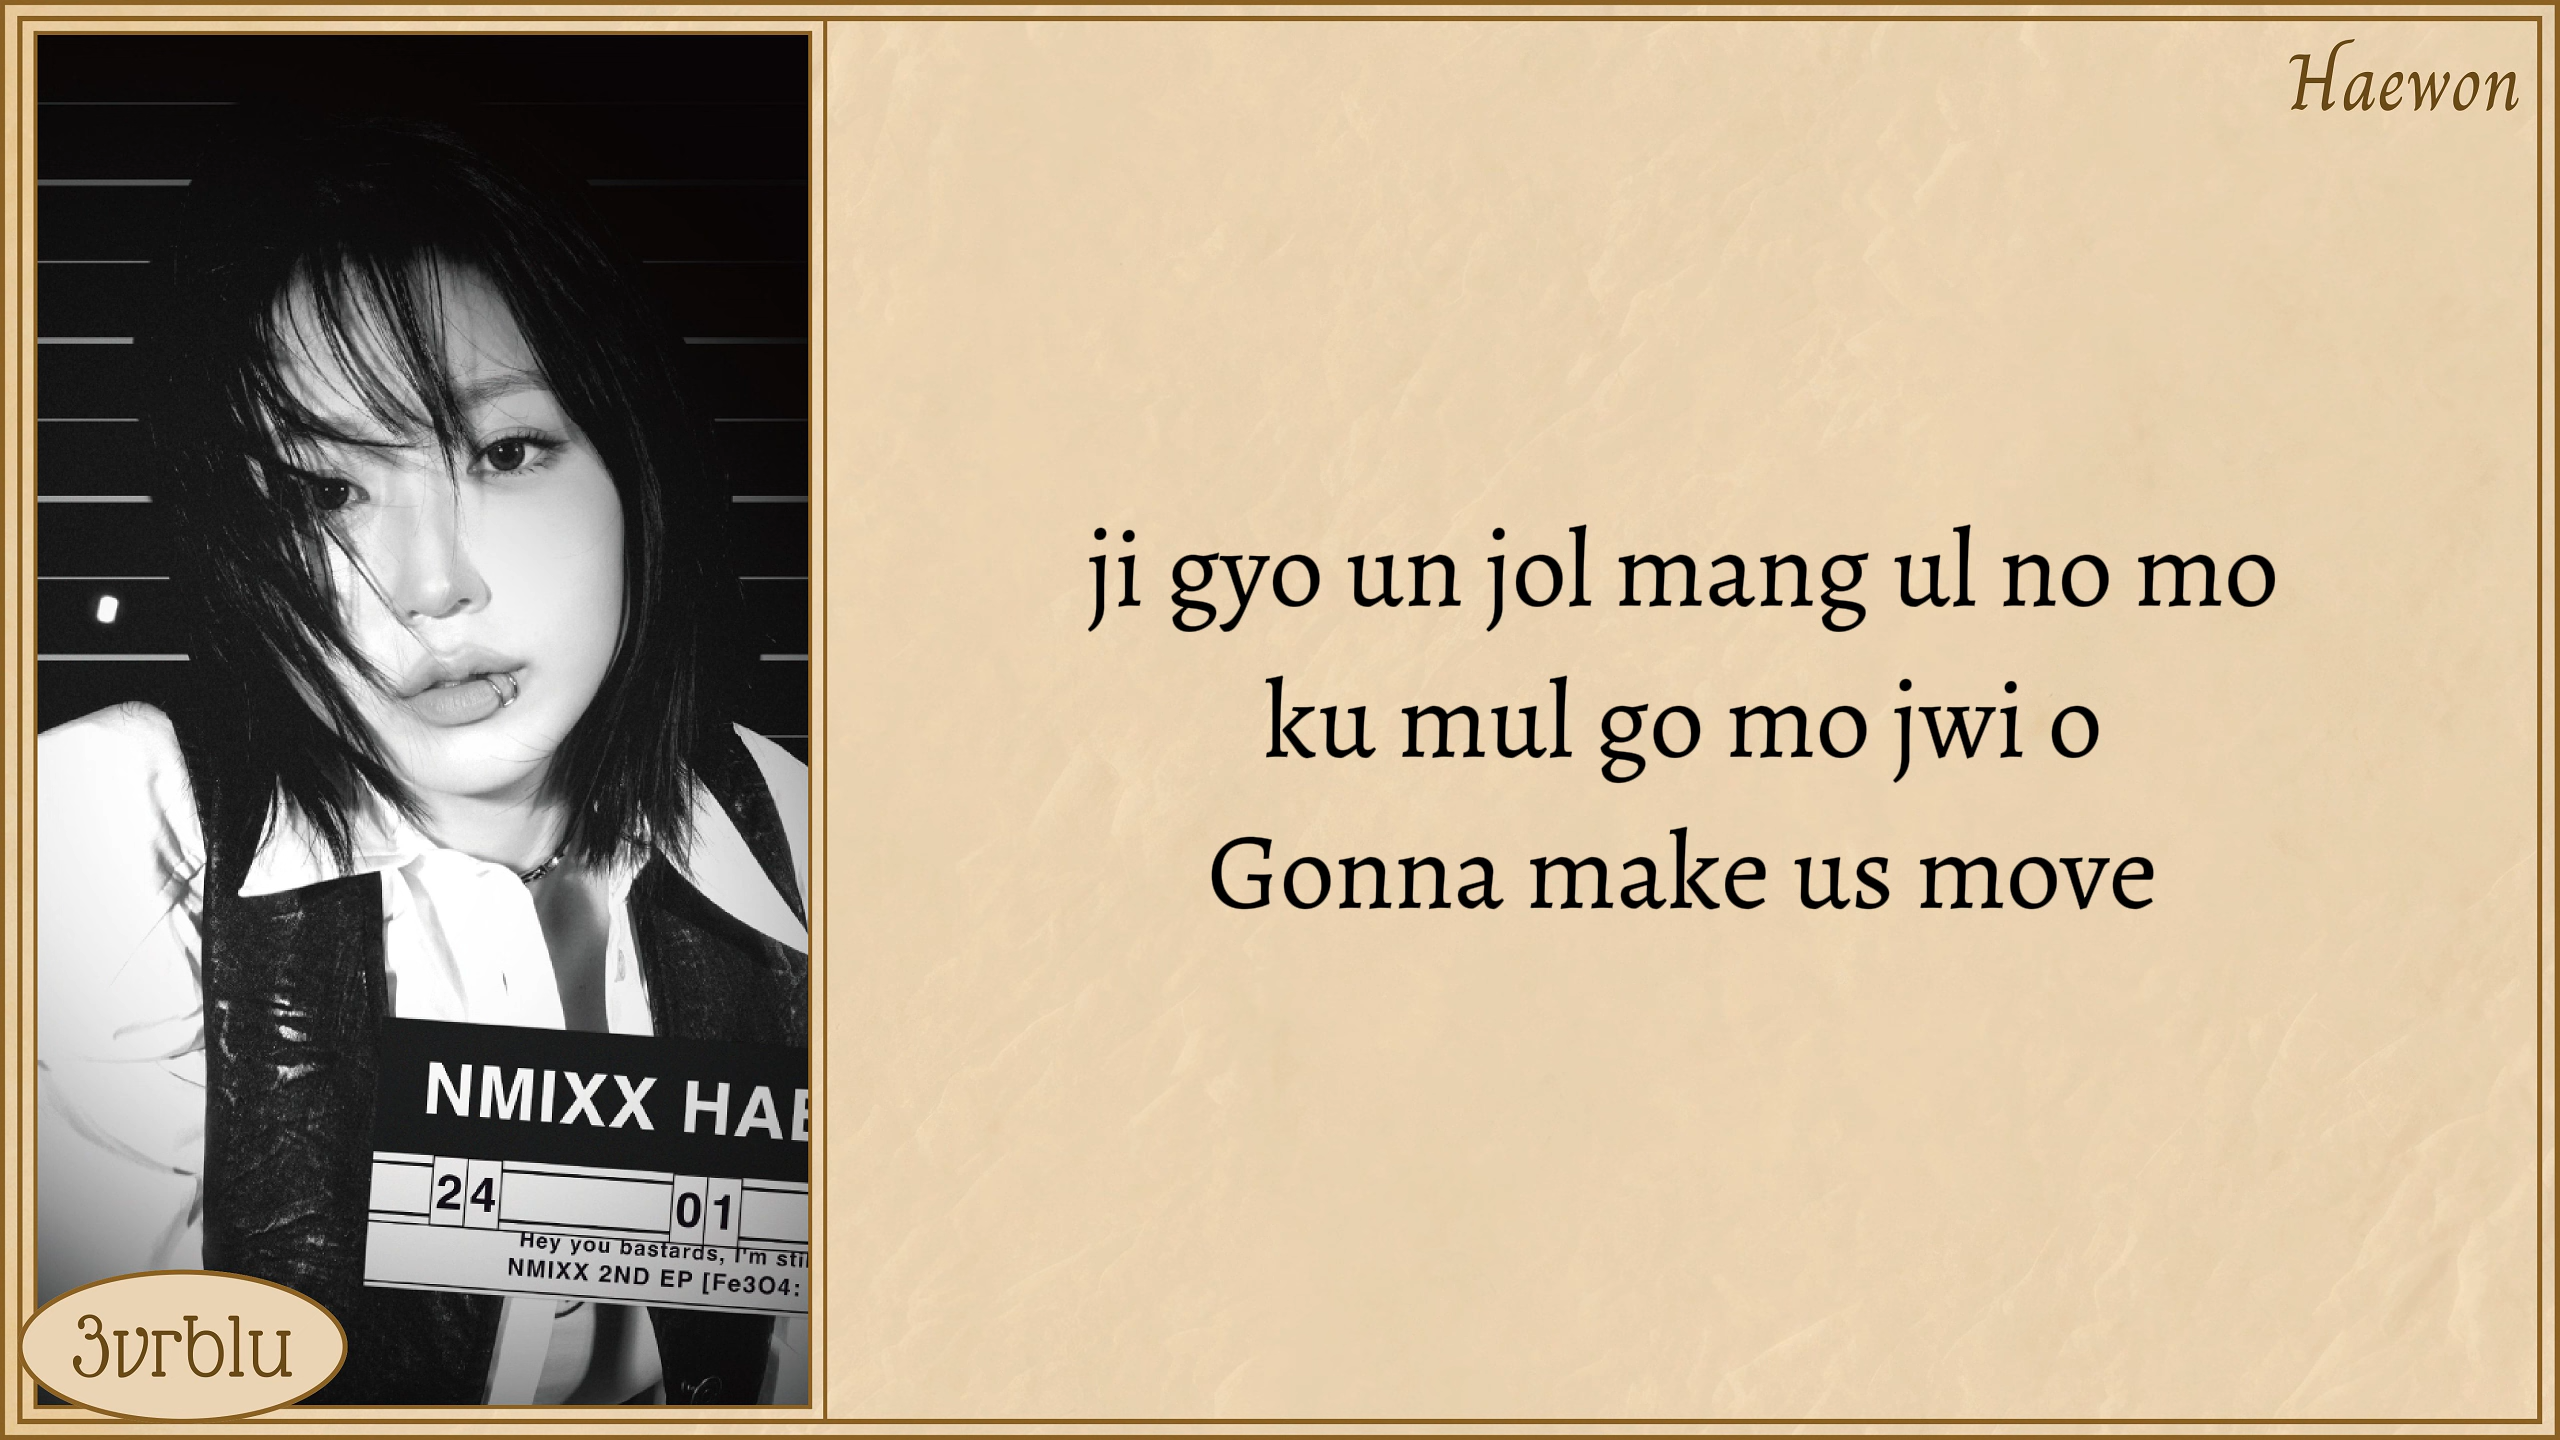 Haewon
ji gyo un jol mang ul no mo
ku mul go mo jwi o
Gonna make us move
NMIXX HAE
24 01
Hey you bastards, I'm sti
NMIXX 2ND EP [Fe3O4:
3vrblu